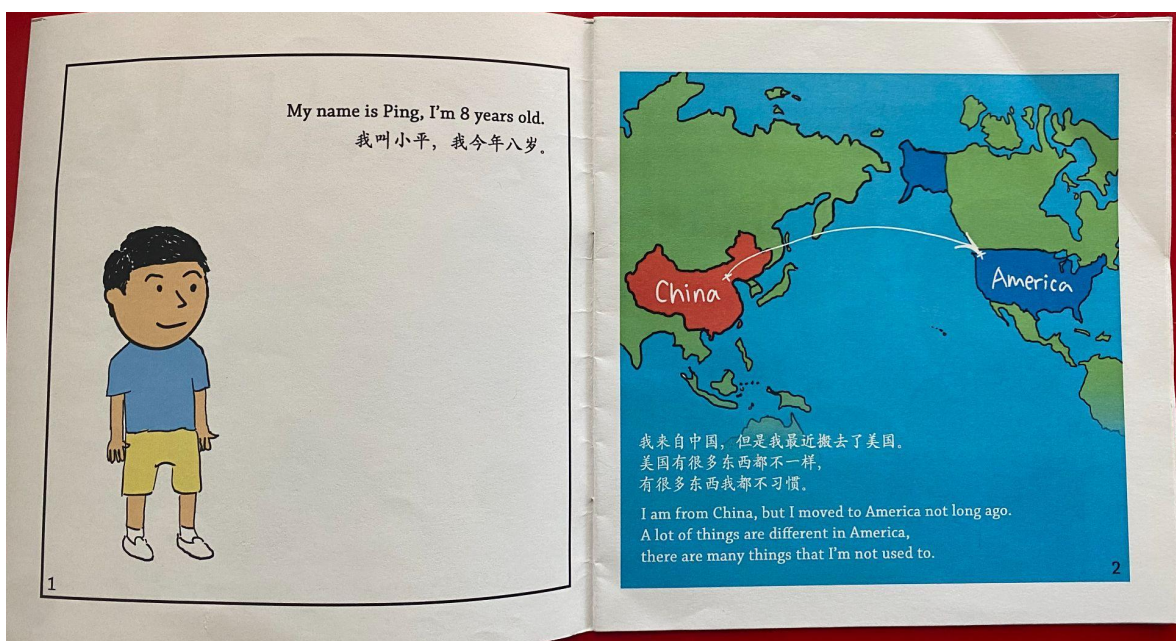 My name is Ping, I'm 8 years old.
我叫小平，我今年八岁。
1
China
America
我来自中国，但是我最近搬去了美国。
美国有很多东西都不一样，
有很多东西我都不习惯。
I am from China, but I moved to America not long ago.
A lot of things are different in America,
there are many things that I'm not used to.
2